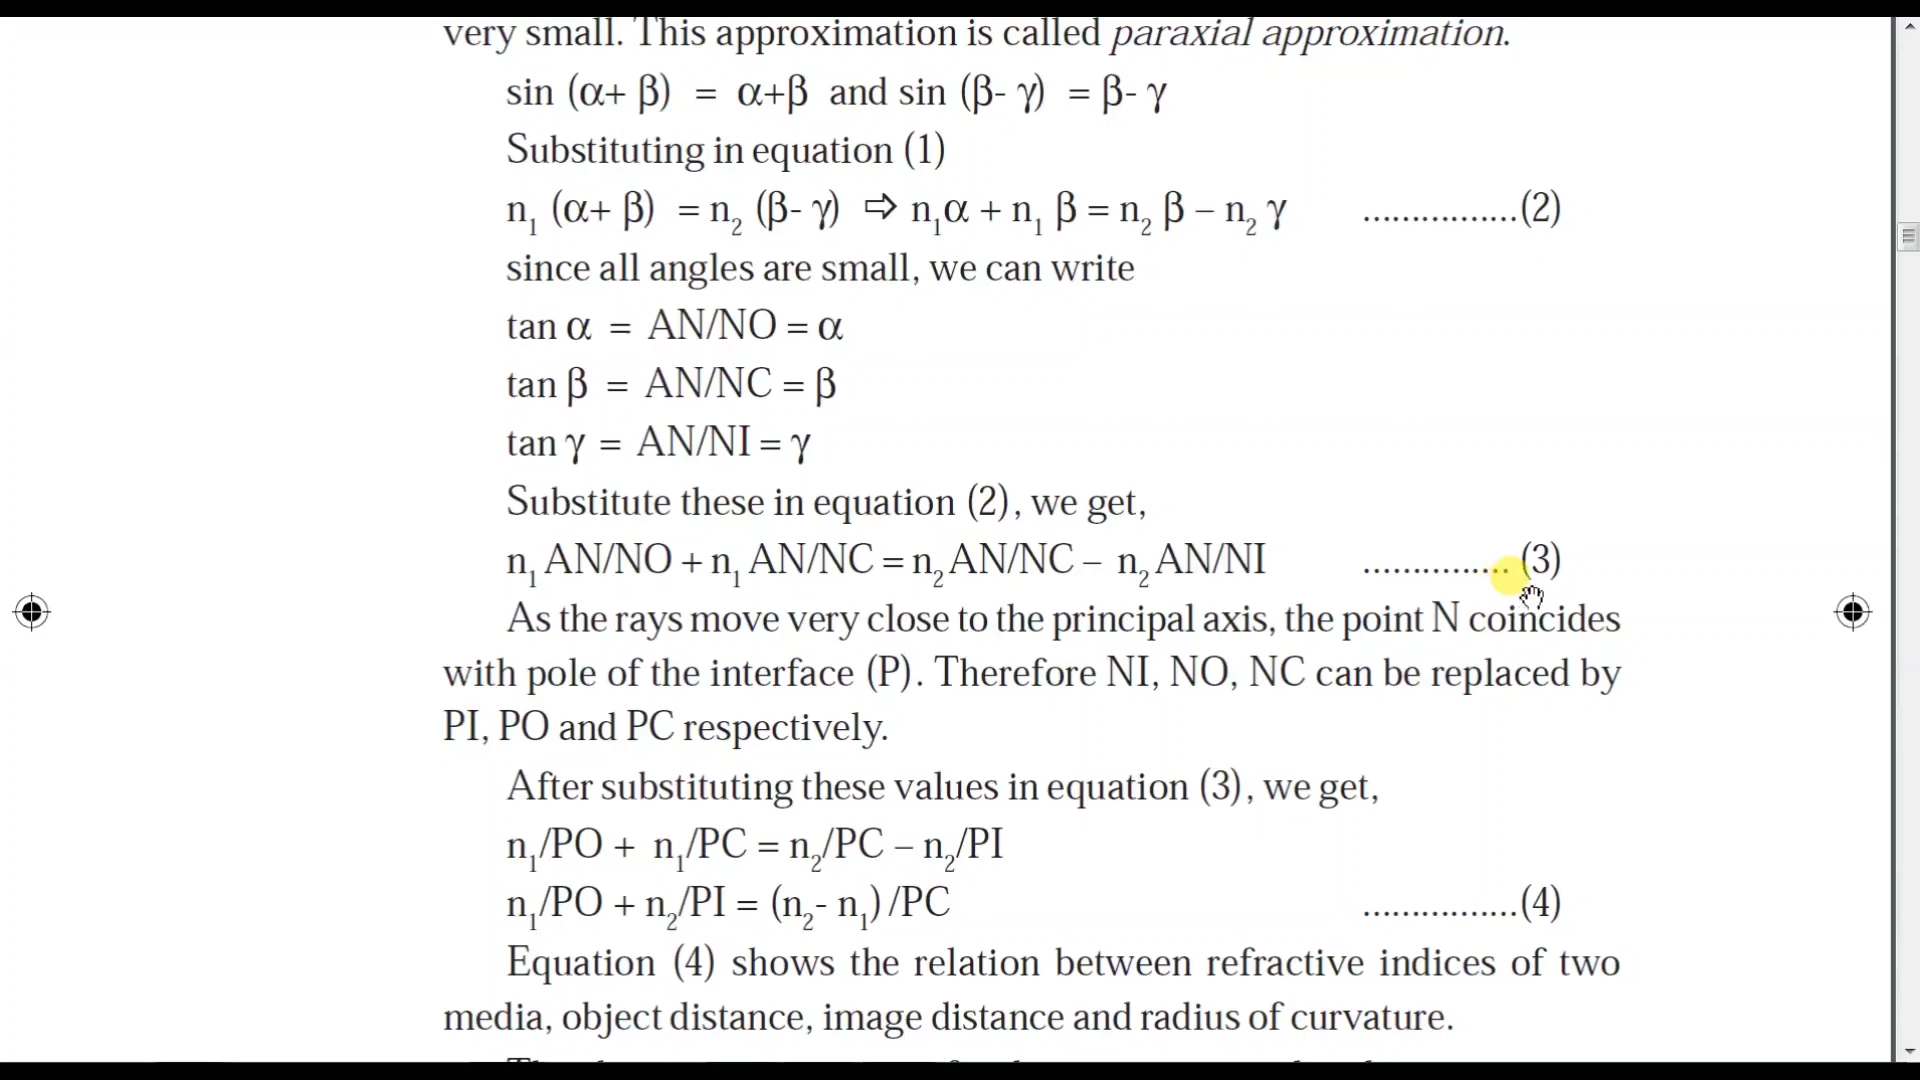 very small. This approximation is called paraxial approximation.
sin (α+ β) = α+β and sin (β- γ) = β- γ
Substituting in equation (1)
n₁ (α+ β) = n₂ (β- γ) ⇨ n₁α + n₁ β = n₂ β – n₂ γ ................(2)
since all angles are small, we can write
tan α = AN/NO = α
tan β = AN/NC = β
tan γ = AN/NI = γ
Substitute these in equation (2), we get,
n₁ AN/NO + n₁ AN/NC = n₂ AN/NC – n₂ AN/NI ............... (3)
As the rays move very close to the principal axis, the point N coincides
with pole of the interface (P). Therefore NI, NO, NC can be replaced by
PI, PO and PC respectively.
After substituting these values in equation (3), we get,
n₁/PO + n₁/PC = n₂/PC – n₂/PI
n₁/PO + n₂/PI = (n₂- n₁) /PC ................(4)
Equation (4) shows the relation between refractive indices of two
media, object distance, image distance and radius of curvature.